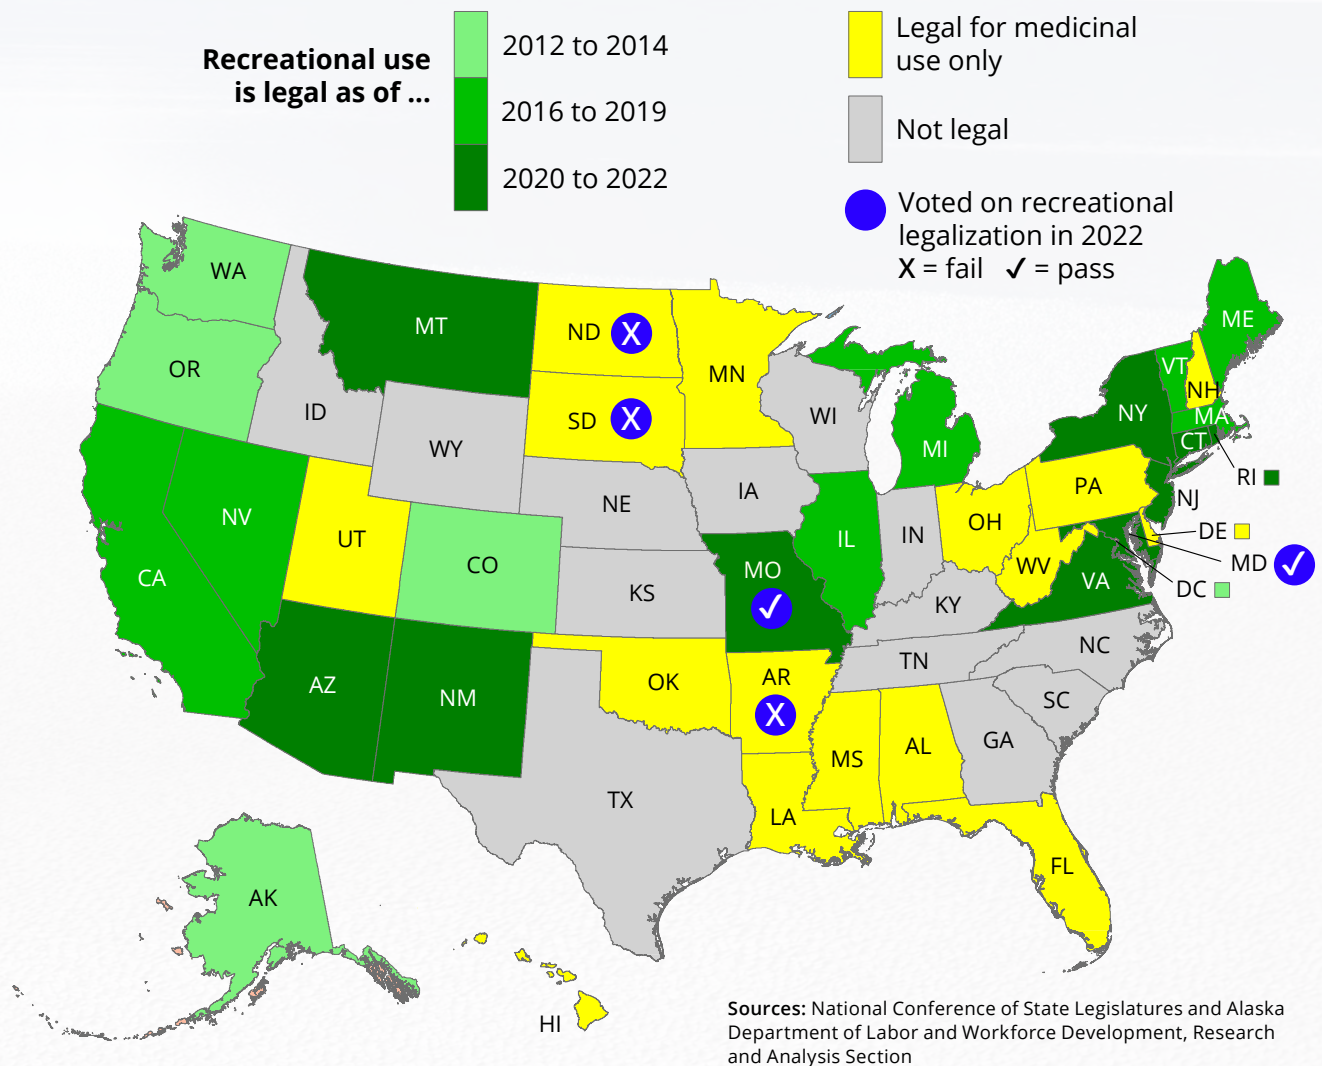 Recreational use
is legal as of ...
2012 to 2014
2016 to 2019
2020 to 2022
Legal for medicinal
use only
Not legal
Voted on recreational
legalization in 2022
X = fail ✓ = pass
WA
MT
ND X
MN
ME
VT
NH
OR
ID
SD X
WI
NY
MA
WY
MI
CT
RI
NE
IA
PA
NJ
NV
UT
CO
IL
IN
OH
DE
MD ✓
CA
KS
MO
✓
WV
VA
DC
KY
NC
AZ
NM
OK
AR
X
TN
SC
TX
LA
MS
AL
GA
FL
AK
HI
Sources: National Conference of State Legislatures and Alaska
Department of Labor and Workforce Development, Research
and Analysis Section